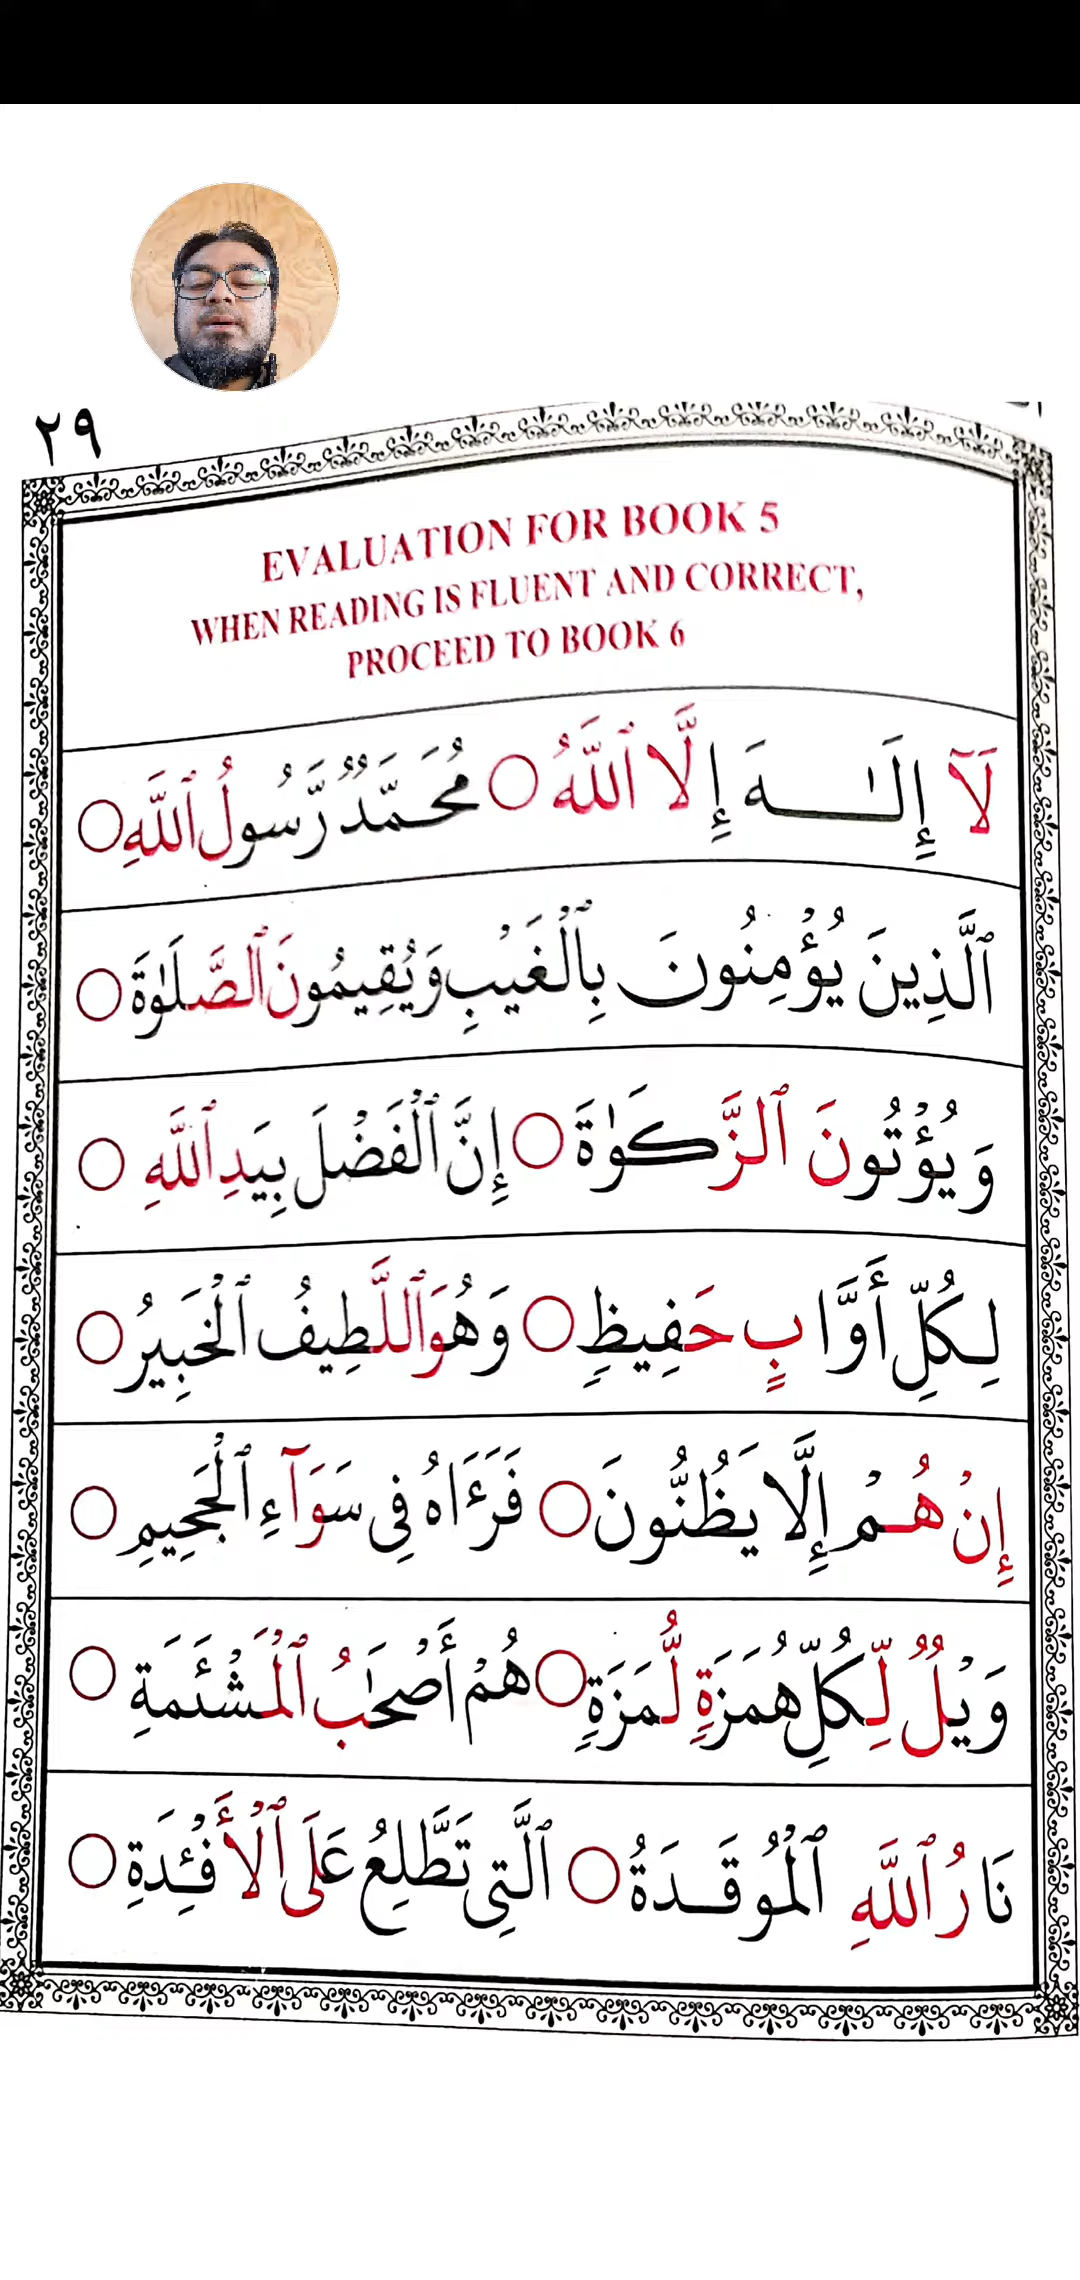 ٢٩
EVALUATION FOR BOOK 5
WHEN READING IS FLUENT AND CORRECT,
PROCEED TO BOOK 6
لَآ إِلَـٰهَ إِلَّا ٱللَّهُ ○ مُحَمَّدٌ رَّسُولُ ٱللَّهِ ○
ٱلَّذِينَ يُؤْمِنُونَ بِٱلْغَيْبِ وَيُقِيمُونَ ٱلصَّلَوٰةَ ○
وَيُؤْتُونَ ٱلزَّكَوٰةَ ○ إِنَّ ٱلْفَضْلَ بِيَدِ ٱللَّهِ ○
لِكُلِّ أَوَّابٍ حَفِيظٍ ○ وَهُوَ ٱللَّطِيفُ ٱلْخَبِيرُ ○
إِنْ هُمْ إِلَّا يَظُنُّونَ ○ فَرَءَاهُ فِى سَوَآءِ ٱلْجَحِيمِ ○
وَيْلٌ لِّكُلِّ هُمَزَةٍ لُّمَزَةٍ ○ هُمْ أَصْحَـٰبُ ٱلْمَشْـَٔمَةِ ○
نَارُ ٱللَّهِ ٱلْمُوقَدَةُ ○ ٱلَّتِى تَطَّلِعُ عَلَى ٱلْأَفْـِٔدَةِ ○